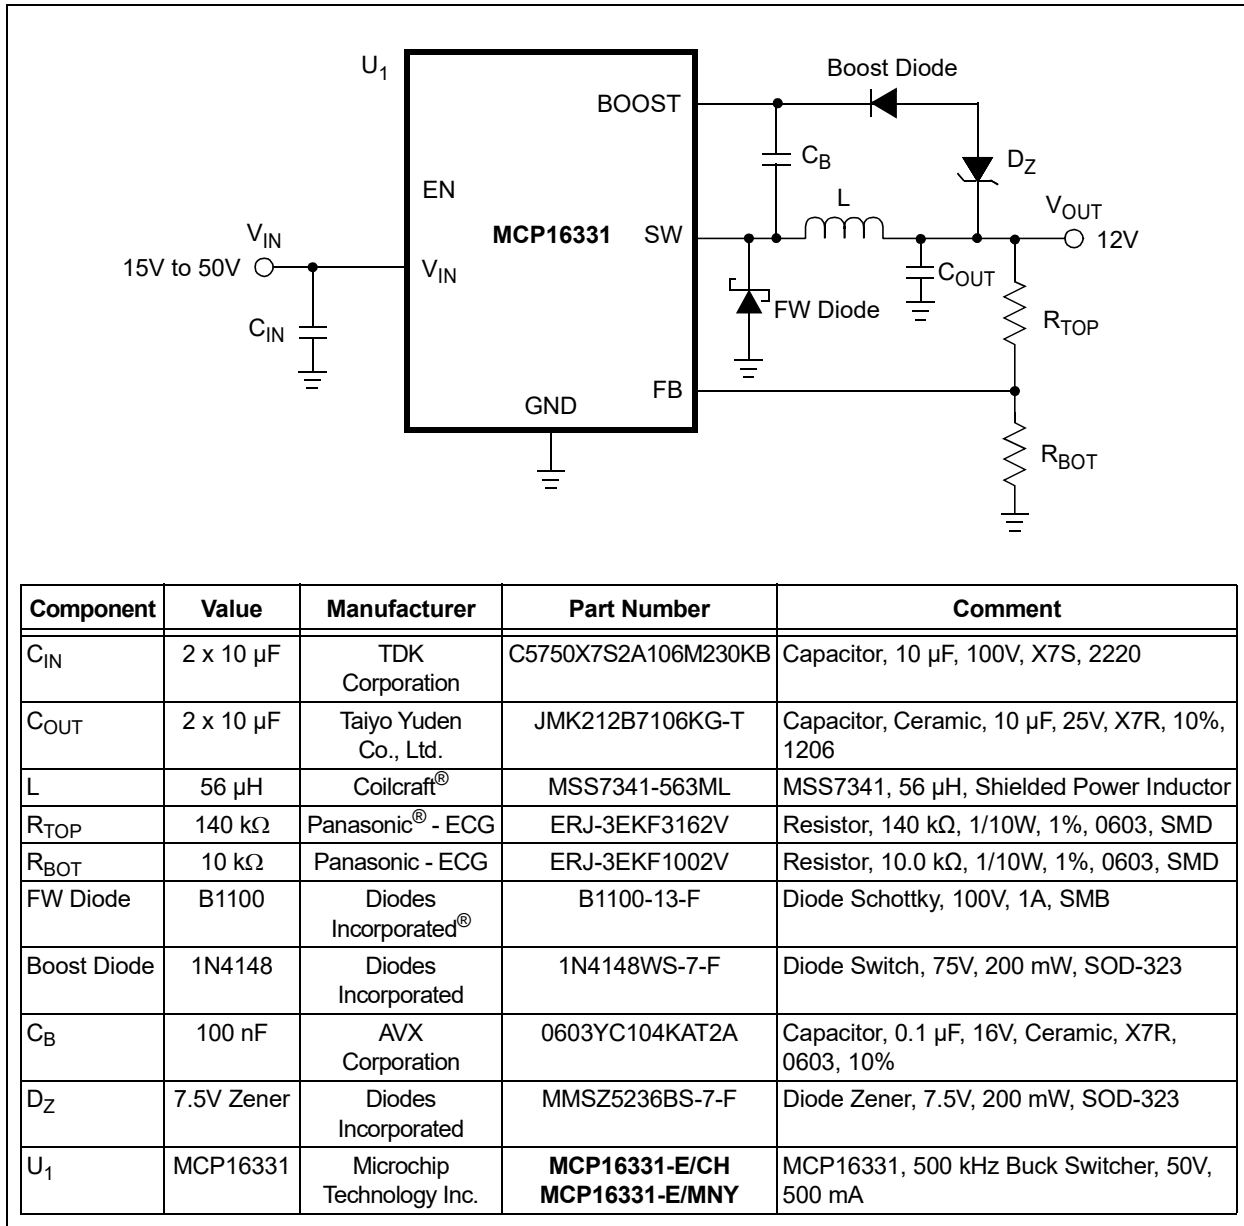 U1
Boost Diode
BOOST
CB
DZ
EN
L
VOUT
VIN
MCP16331
SW
12V
15V to 50V
VIN
COUT
FW Diode
CIN
RTOP
FB
GND
RBOT
Component Value Manufacturer Part Number Comment
CIN 2 x 10 µF TDK C5750X7S2A106M230KB Capacitor, 10 µF, 100V, X7S, 2220
Corporation
COUT 2 x 10 µF Taiyo Yuden JMK212B7106KG-T Capacitor, Ceramic, 10 µF, 25V, X7R, 10%,
Co., Ltd. 1206
L 56 µH Coilcraft® MSS7341-563ML MSS7341, 56 µH, Shielded Power Inductor
RTOP 140 kΩ Panasonic® - ECG ERJ-3EKF3162V Resistor, 140 kΩ, 1/10W, 1%, 0603, SMD
RBOT 10 kΩ Panasonic - ECG ERJ-3EKF1002V Resistor, 10.0 kΩ, 1/10W, 1%, 0603, SMD
FW Diode B1100 Diodes B1100-13-F Diode Schottky, 100V, 1A, SMB
Incorporated®
Boost Diode 1N4148 Diodes 1N4148WS-7-F Diode Switch, 75V, 200 mW, SOD-323
Incorporated
CB 100 nF AVX 0603YC104KAT2A Capacitor, 0.1 µF, 16V, Ceramic, X7R,
Corporation 0603, 10%
DZ 7.5V Zener Diodes MMSZ5236BS-7-F Diode Zener, 7.5V, 200 mW, SOD-323
Incorporated
U1 MCP16331 Microchip MCP16331-E/CH MCP16331, 500 kHz Buck Switcher, 50V,
Technology Inc. MCP16331-E/MNY 500 mA